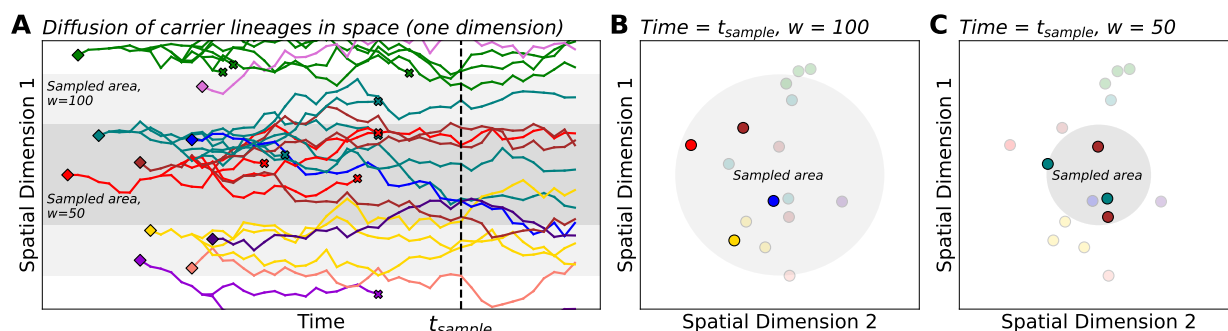 A Diffusion of carrier lineages in space (one dimension)
Spatial Dimension 1
Sampled area,
w=100
Sampled area,
w=50
Time
t_sample
B Time = t_sample, w = 100
Spatial Dimension 1
Sampled area
Spatial Dimension 2
C Time = t_sample, w = 50
Spatial Dimension 1
Sampled area
Spatial Dimension 2